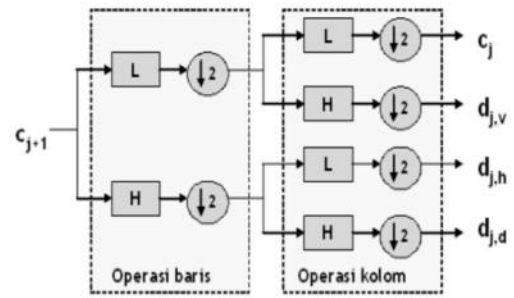 L ↓2 L ↓2 c_j
H ↓2 d_{j,v}
c_{j+1}
L ↓2 d_{j,h}
H ↓2 H ↓2 d_{j,d}
Operasi baris
Operasi kolom